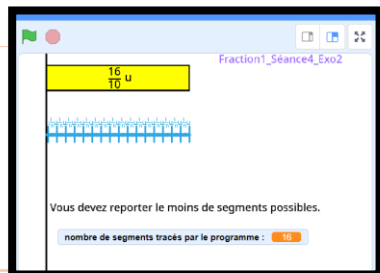 Fraction1_Séance4_Exo2
16
10 u
Vous devez reporter le moins de segments possibles.
nombre de segments tracés par le programme : 16